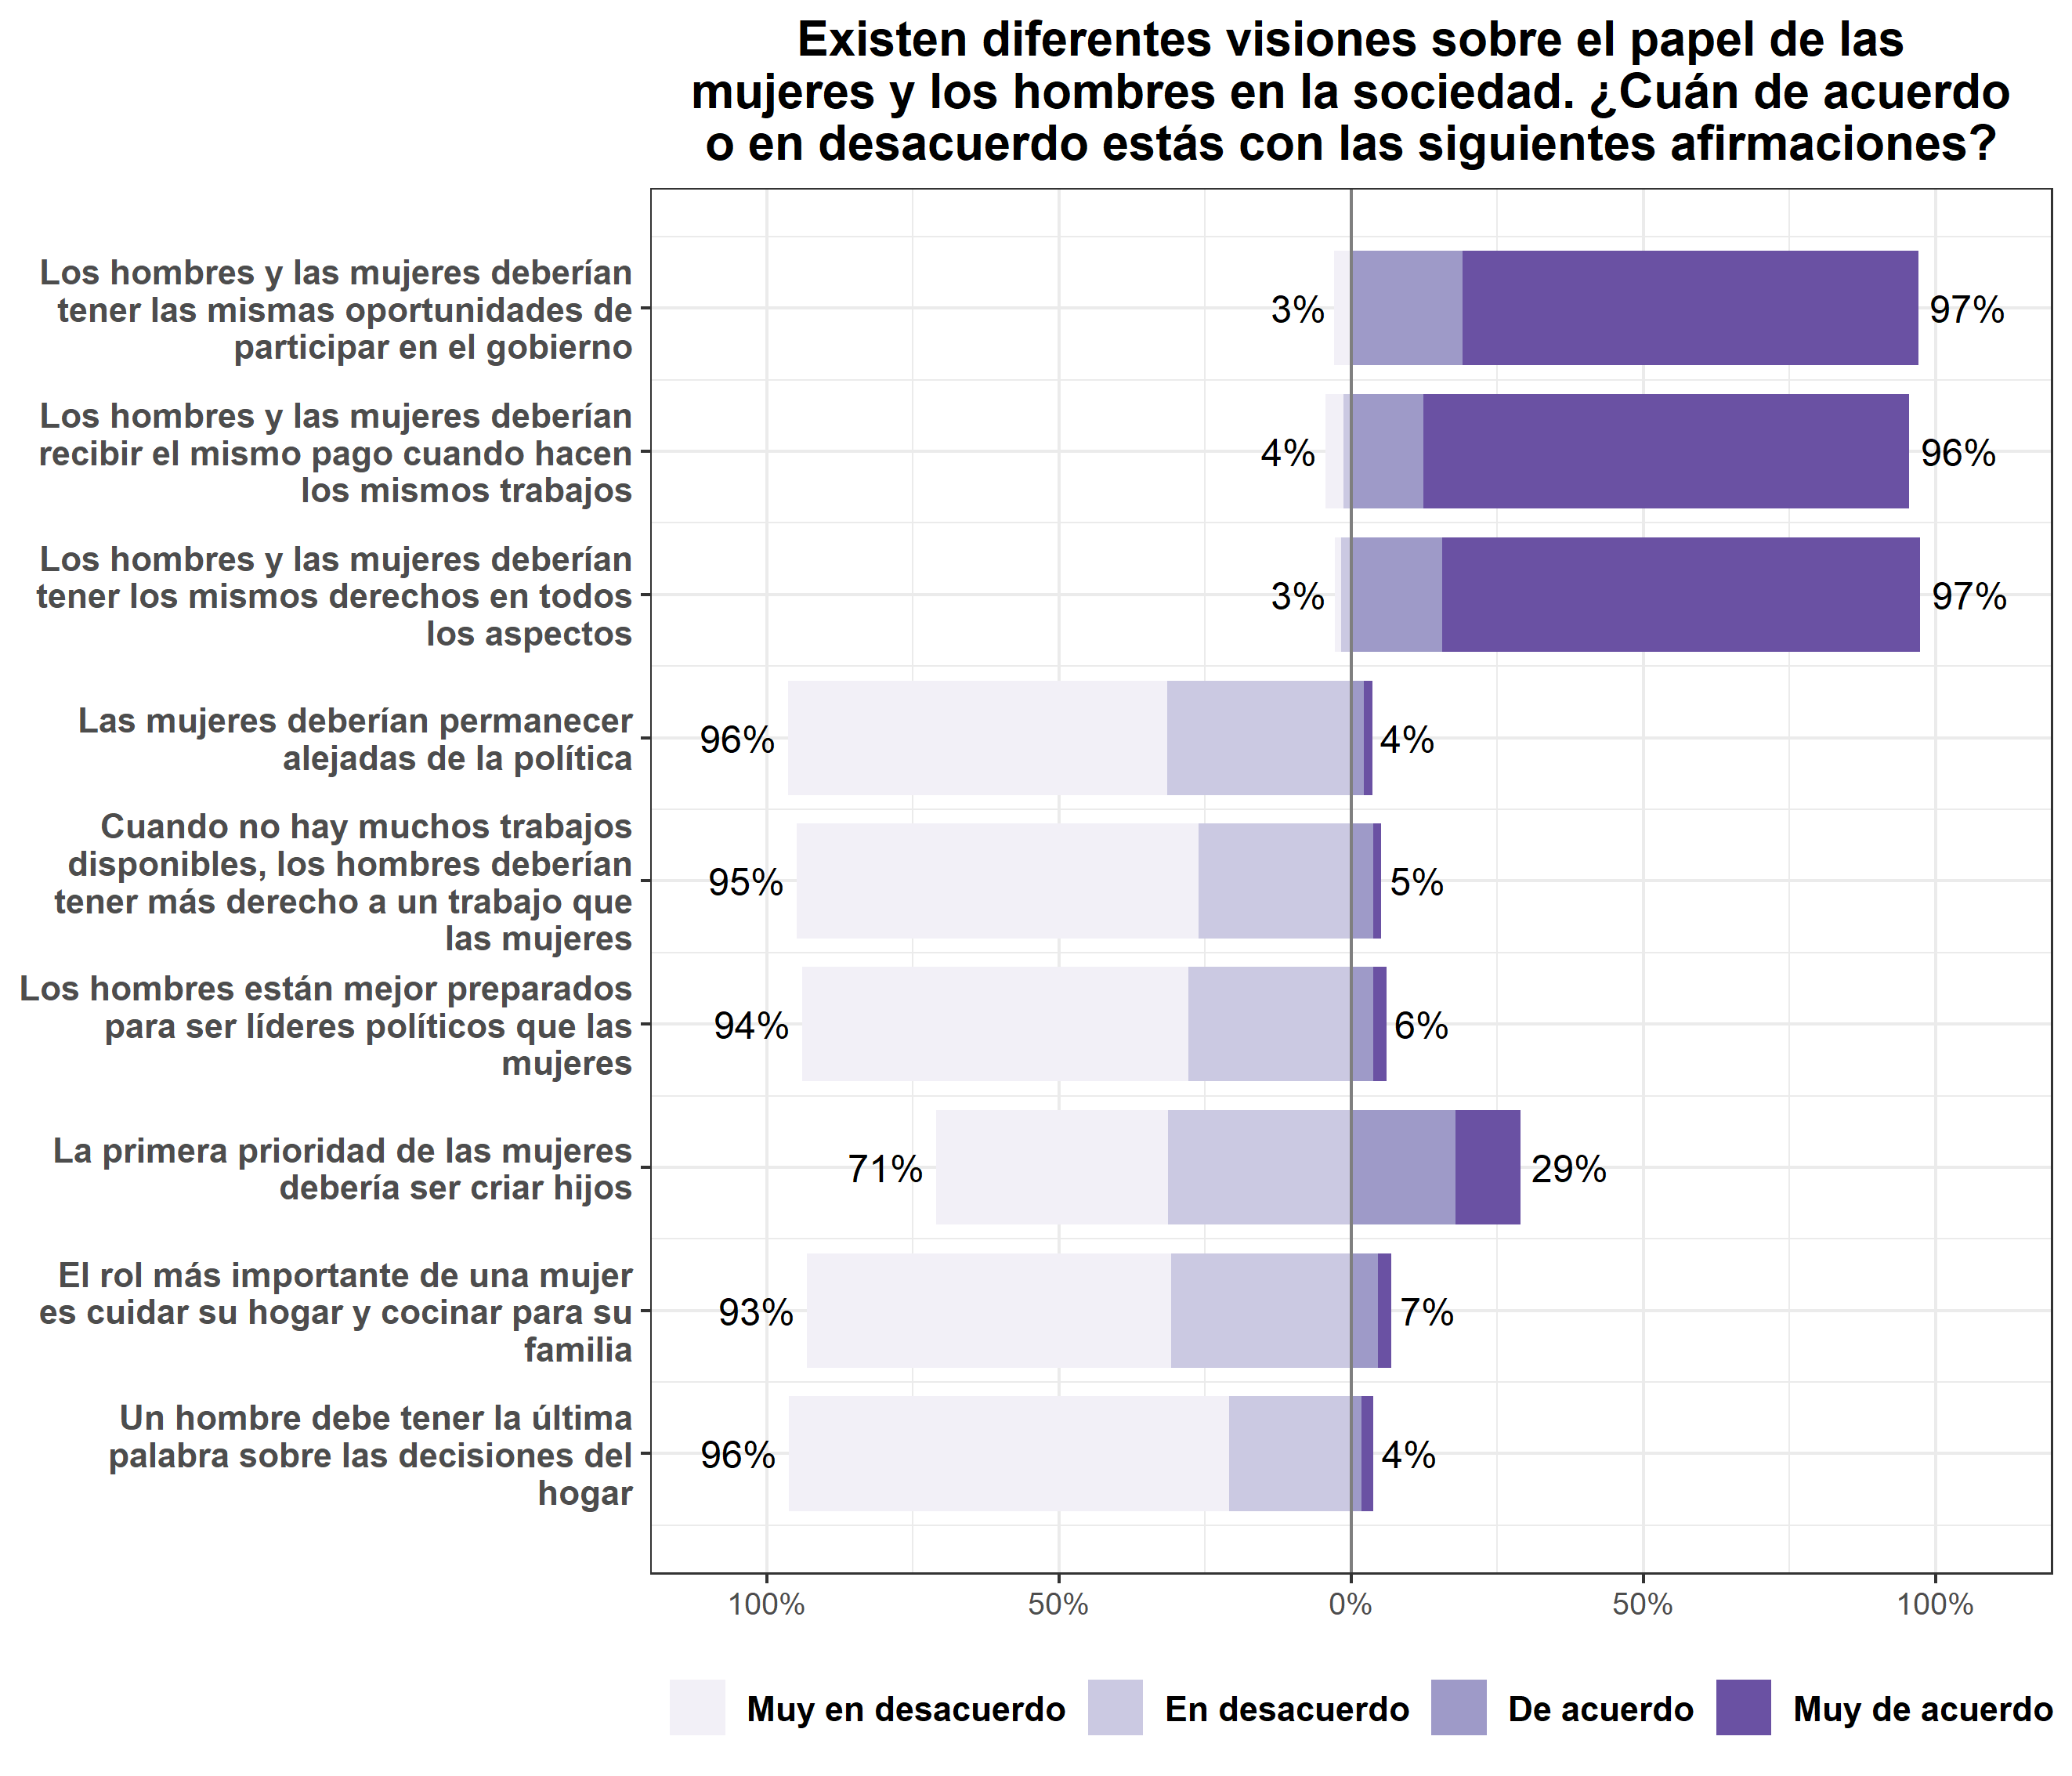 Existen diferentes visiones sobre el papel de las
mujeres y los hombres en la sociedad. ¿Cuán de acuerdo
o en desacuerdo estás con las siguientes afirmaciones?
Los hombres y las mujeres deberían
tener las mismas oportunidades de
participar en el gobierno
3%
97%
Los hombres y las mujeres deberían
recibir el mismo pago cuando hacen
los mismos trabajos
4%
96%
Los hombres y las mujeres deberían
tener los mismos derechos en todos
los aspectos
3%
97%
Las mujeres deberían permanecer
alejadas de la política
96%
4%
Cuando no hay muchos trabajos
disponibles, los hombres deberían
tener más derecho a un trabajo que
las mujeres
95%
5%
Los hombres están mejor preparados
para ser líderes políticos que las
mujeres
94%
6%
La primera prioridad de las mujeres
debería ser criar hijos
71%
29%
El rol más importante de una mujer
es cuidar su hogar y cocinar para su
familia
93%
7%
Un hombre debe tener la última
palabra sobre las decisiones del
hogar
96%
4%
100% 50% 0% 50% 100%
Muy en desacuerdo En desacuerdo De acuerdo Muy de acuerdo